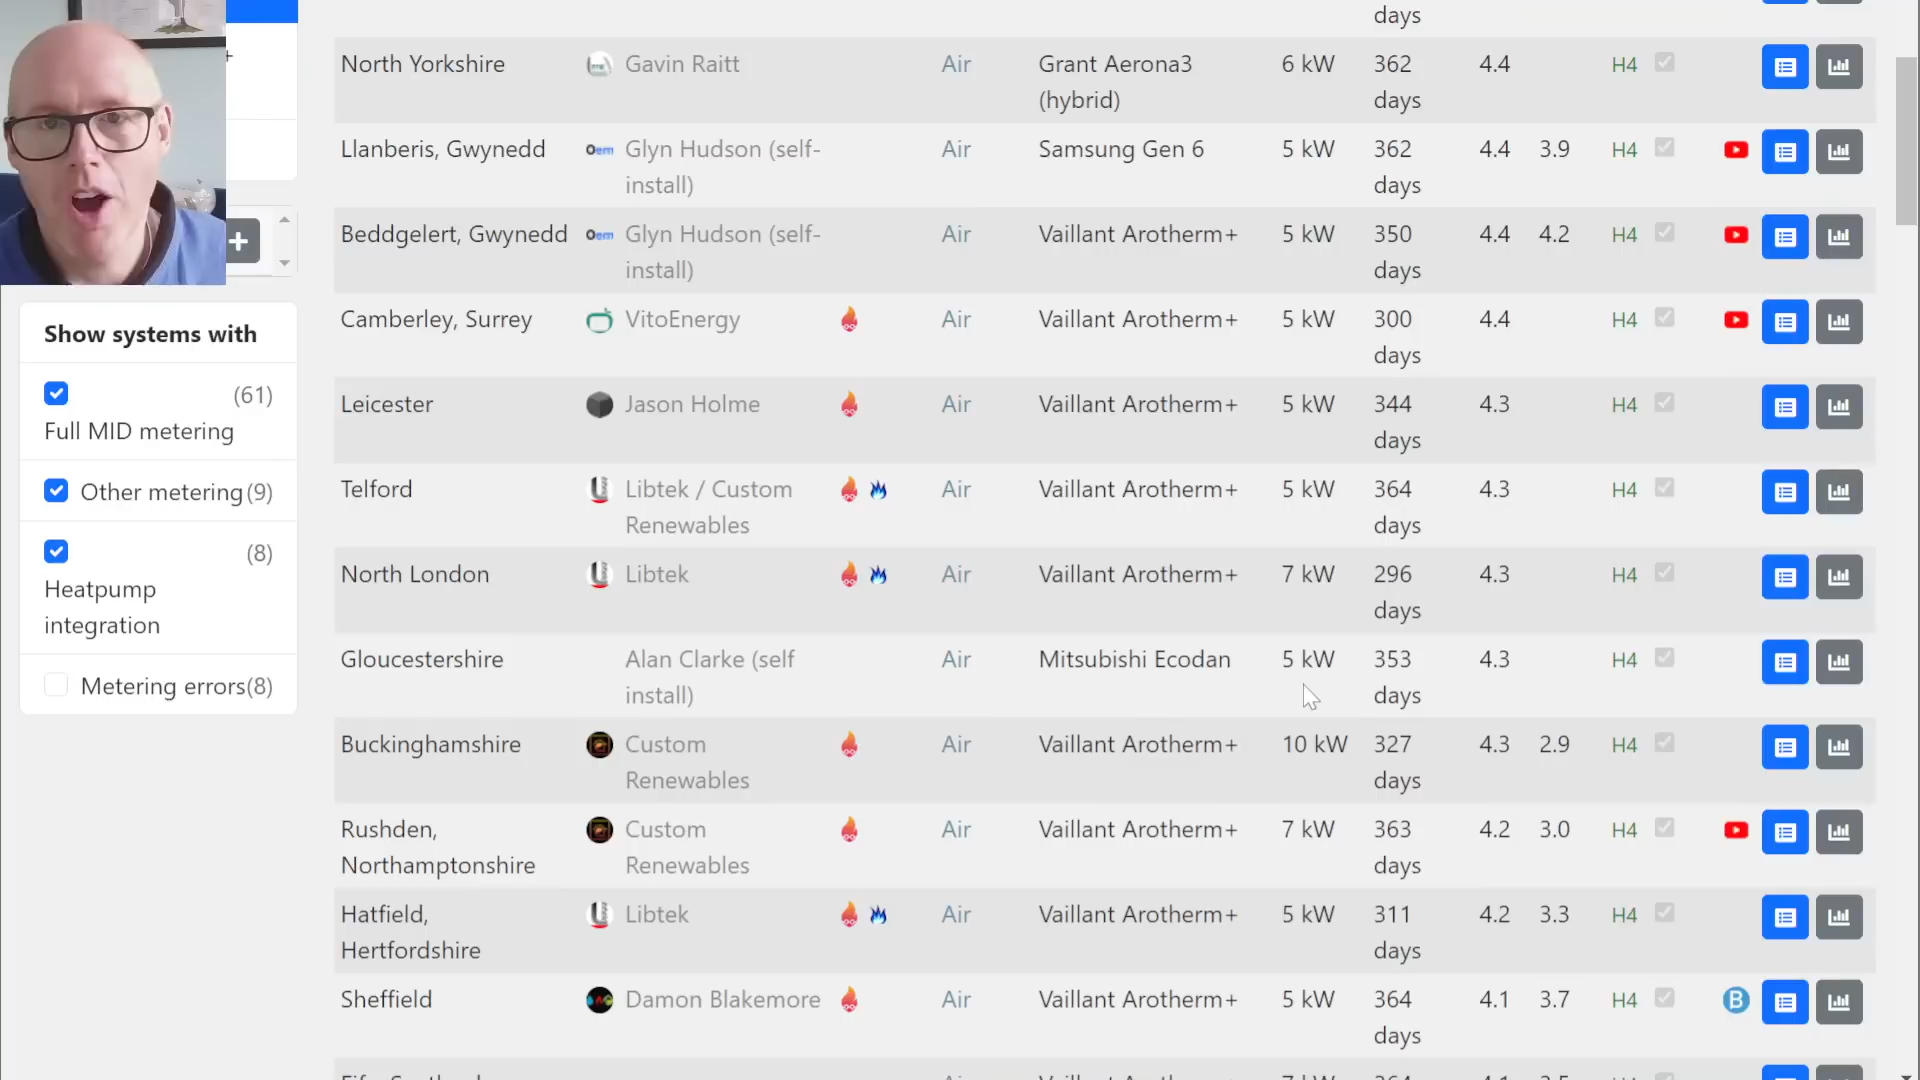 days
North Yorkshire Gavin Raitt Air Grant Aerona3 6 kW 362 4.4 H4
(hybrid) days
Llanberis, Gwynedd Oem Glyn Hudson (self- Air Samsung Gen 6 5 kW 362 4.4 3.9 H4
install) days
Beddgelert, Gwynedd Oem Glyn Hudson (self- Air Vaillant Arotherm+ 5 kW 350 4.4 4.2 H4
install) days
Camberley, Surrey VitoEnergy Air Vaillant Arotherm+ 5 kW 300 4.4 H4
days
Leicester Jason Holme Air Vaillant Arotherm+ 5 kW 344 4.3 H4
days
Telford Libtek / Custom Air Vaillant Arotherm+ 5 kW 364 4.3 H4
Renewables days
North London Libtek Air Vaillant Arotherm+ 7 kW 296 4.3 H4
days
Gloucestershire Alan Clarke (self Air Mitsubishi Ecodan 5 kW 353 4.3 H4
install) days
Buckinghamshire Custom Air Vaillant Arotherm+ 10 kW 327 4.3 2.9 H4
Renewables days
Rushden, Custom Air Vaillant Arotherm+ 7 kW 363 4.2 3.0 H4
Northamptonshire Renewables days
Hatfield, Libtek Air Vaillant Arotherm+ 5 kW 311 4.2 3.3 H4
Hertfordshire days
Sheffield Damon Blakemore Air Vaillant Arotherm+ 5 kW 364 4.1 3.7 H4 B
days
+
+
Show systems with
(61)
Full MID metering
Other metering (9)
(8)
Heatpump
integration
Metering errors (8)